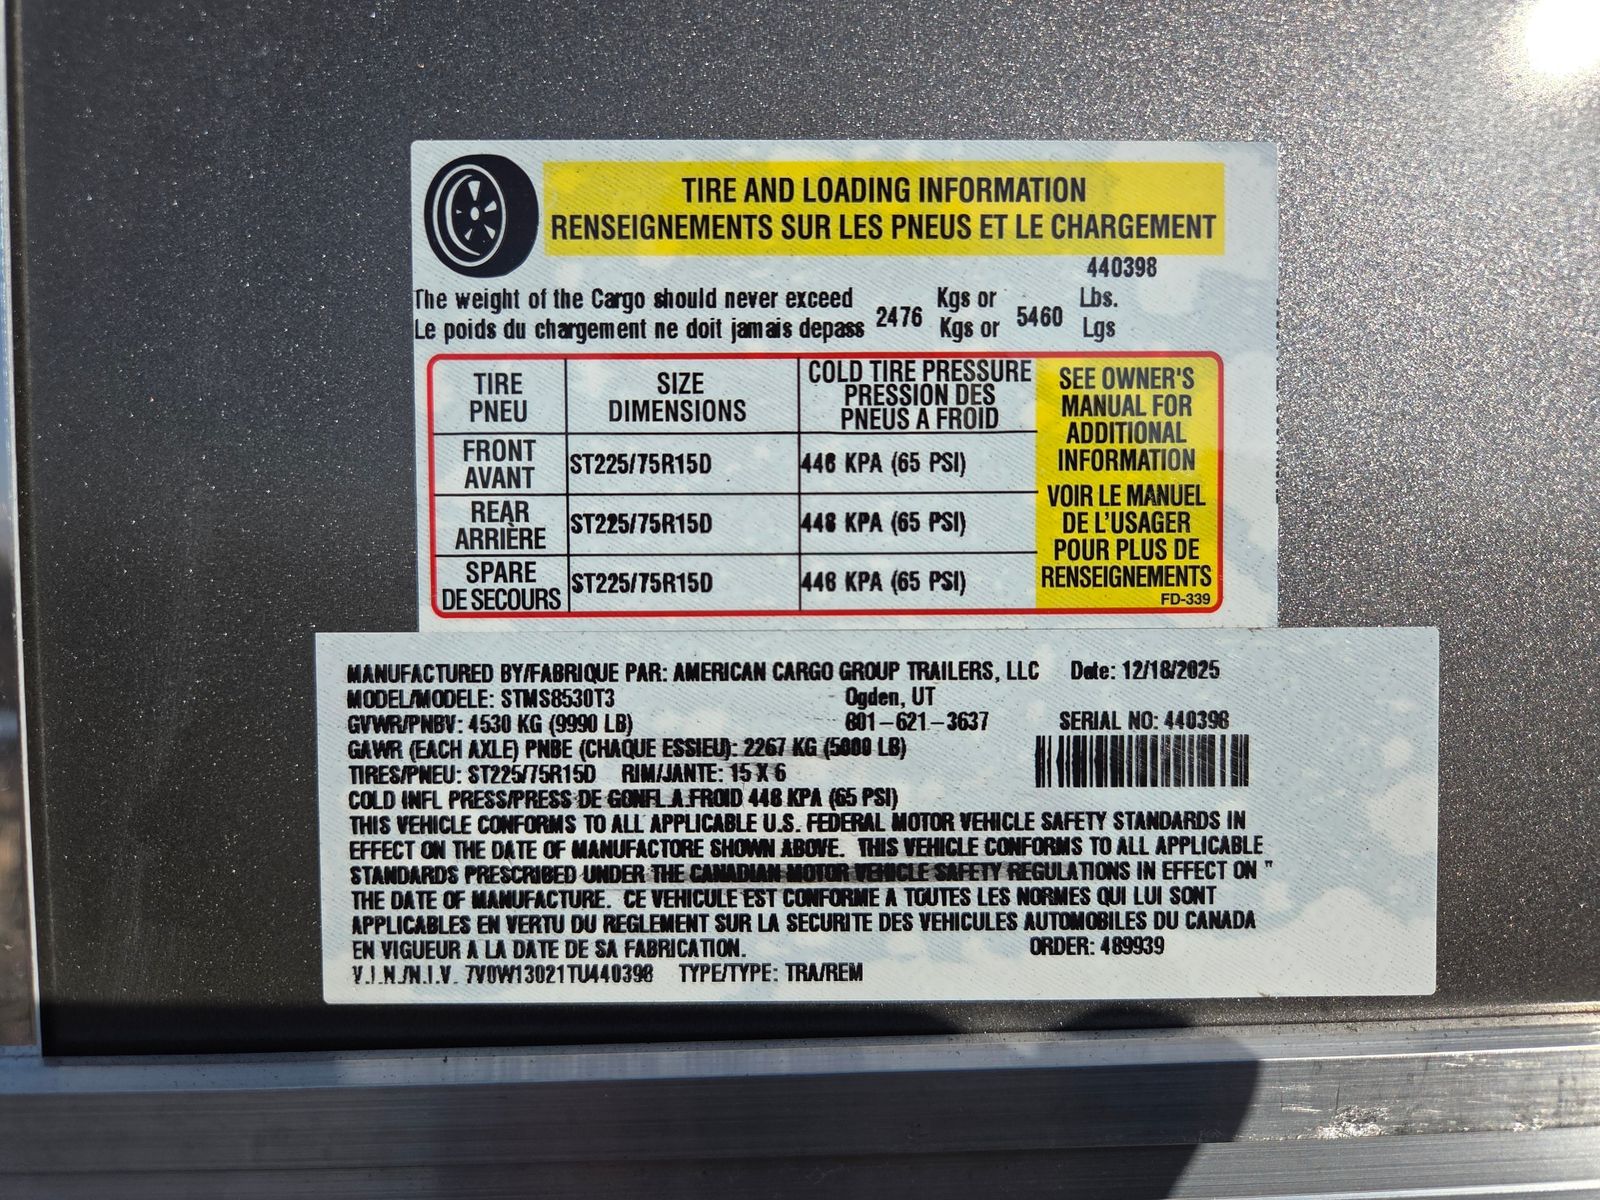 TIRE AND LOADING INFORMATION
RENSEIGNEMENTS SUR LES PNEUS ET LE CHARGEMENT
440398
The weight of the Cargo should never exceed 2476 Kgs or 5460 Lbs.
Le poids du chargement ne doit jamais depass Kgs or Lgs
TIRE PNEU SIZE DIMENSIONS COLD TIRE PRESSURE PRESSION DES PNEUS A FROID
FRONT AVANT ST225/75R15D 448 KPA (65 PSI)
REAR ARRIÈRE ST225/75R15D 448 KPA (65 PSI)
SPARE DE SECOURS ST225/75R15D 448 KPA (65 PSI)
SEE OWNER'S
MANUAL FOR
ADDITIONAL
INFORMATION
VOIR LE MANUEL
DE L'USAGER
POUR PLUS DE
RENSEIGNEMENTS
FD-339
MANUFACTURED BY/FABRIQUE PAR: AMERICAN CARGO GROUP TRAILERS, LLC Date: 12/18/2025
MODEL/MODELE: STMS8530T3 Ogden, UT
GVWR/PNBV: 4530 KG (9990 LB) 801-621-3637 SERIAL NO: 440398
GAWR (EACH AXLE) PNBE (CHAQUE ESSIEU): 2267 KG (5000 LB)
TIRES/PNEU: ST225/75R15D RIM/JANTE: 15 X 6
COLD INFL PRESS/PRESS DE GONFL A FROID 448 KPA (65 PSI)
THIS VEHICLE CONFORMS TO ALL APPLICABLE U.S. FEDERAL MOTOR VEHICLE SAFETY STANDARDS IN
EFFECT ON THE DATE OF MANUFACTORE SHOWN ABOVE. THIS VEHICLE CONFORMS TO ALL APPLICABLE
STANDARDS PRESCRIBED UNDER THE CANADIAN MOTOR VEHICLE SAFETY REGULATIONS IN EFFECT ON "
THE DATE OF MANUFACTURE. CE VEHICULE EST CONFORME A TOUTES LES NORMES QUI LUI SONT
APPLICABLES EN VERTU DU REGLEMENT SUR LA SECURITE DES VEHICULES AUTOMOBILES DU CANADA
EN VIGUEUR A LA DATE DE SA FABRICATION. ORDER: 489939
V.I.N./N.I.V. 7V0W13021TU440398 TYPE/TYPE: TRA/REM